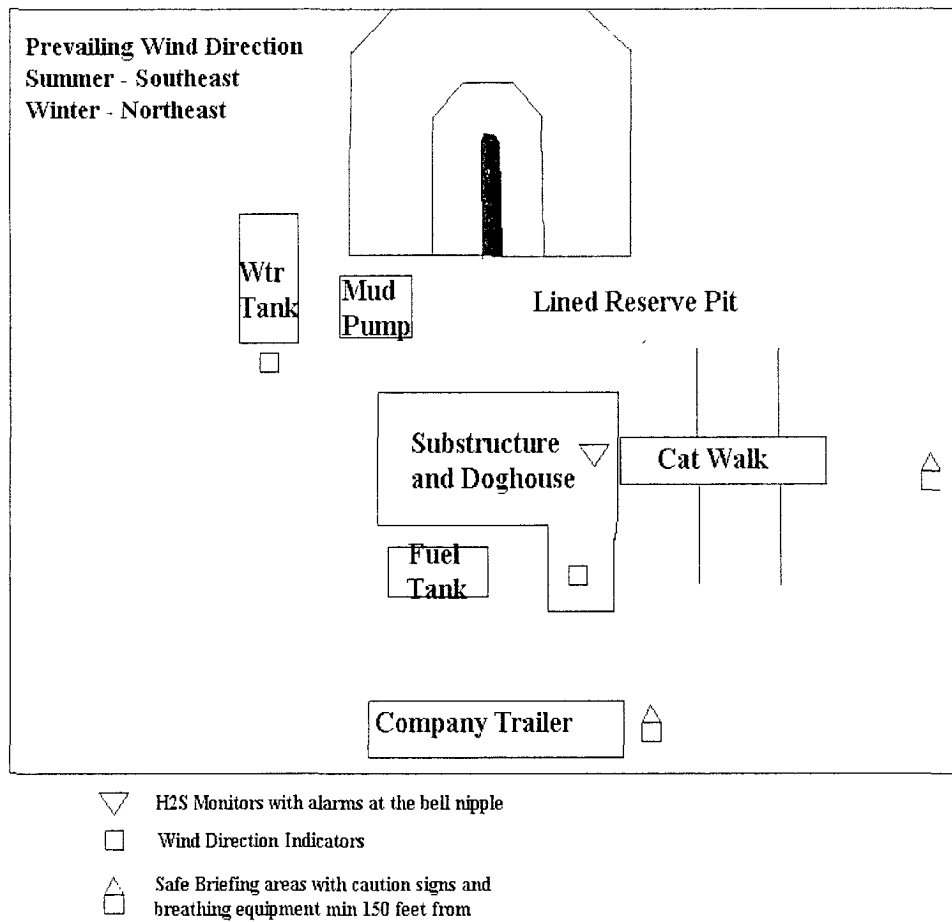 Prevailing Wind Direction
Summer - Southeast
Winter - Northeast
Wtr
Tank
Mud
Pump
Lined Reserve Pit
Substructure
and Doghouse
Cat Walk
Fuel
Tank
Company Trailer
H2S Monitors with alarms at the bell nipple
Wind Direction Indicators
Safe Briefing areas with caution signs and
breathing equipment min 150 feet from